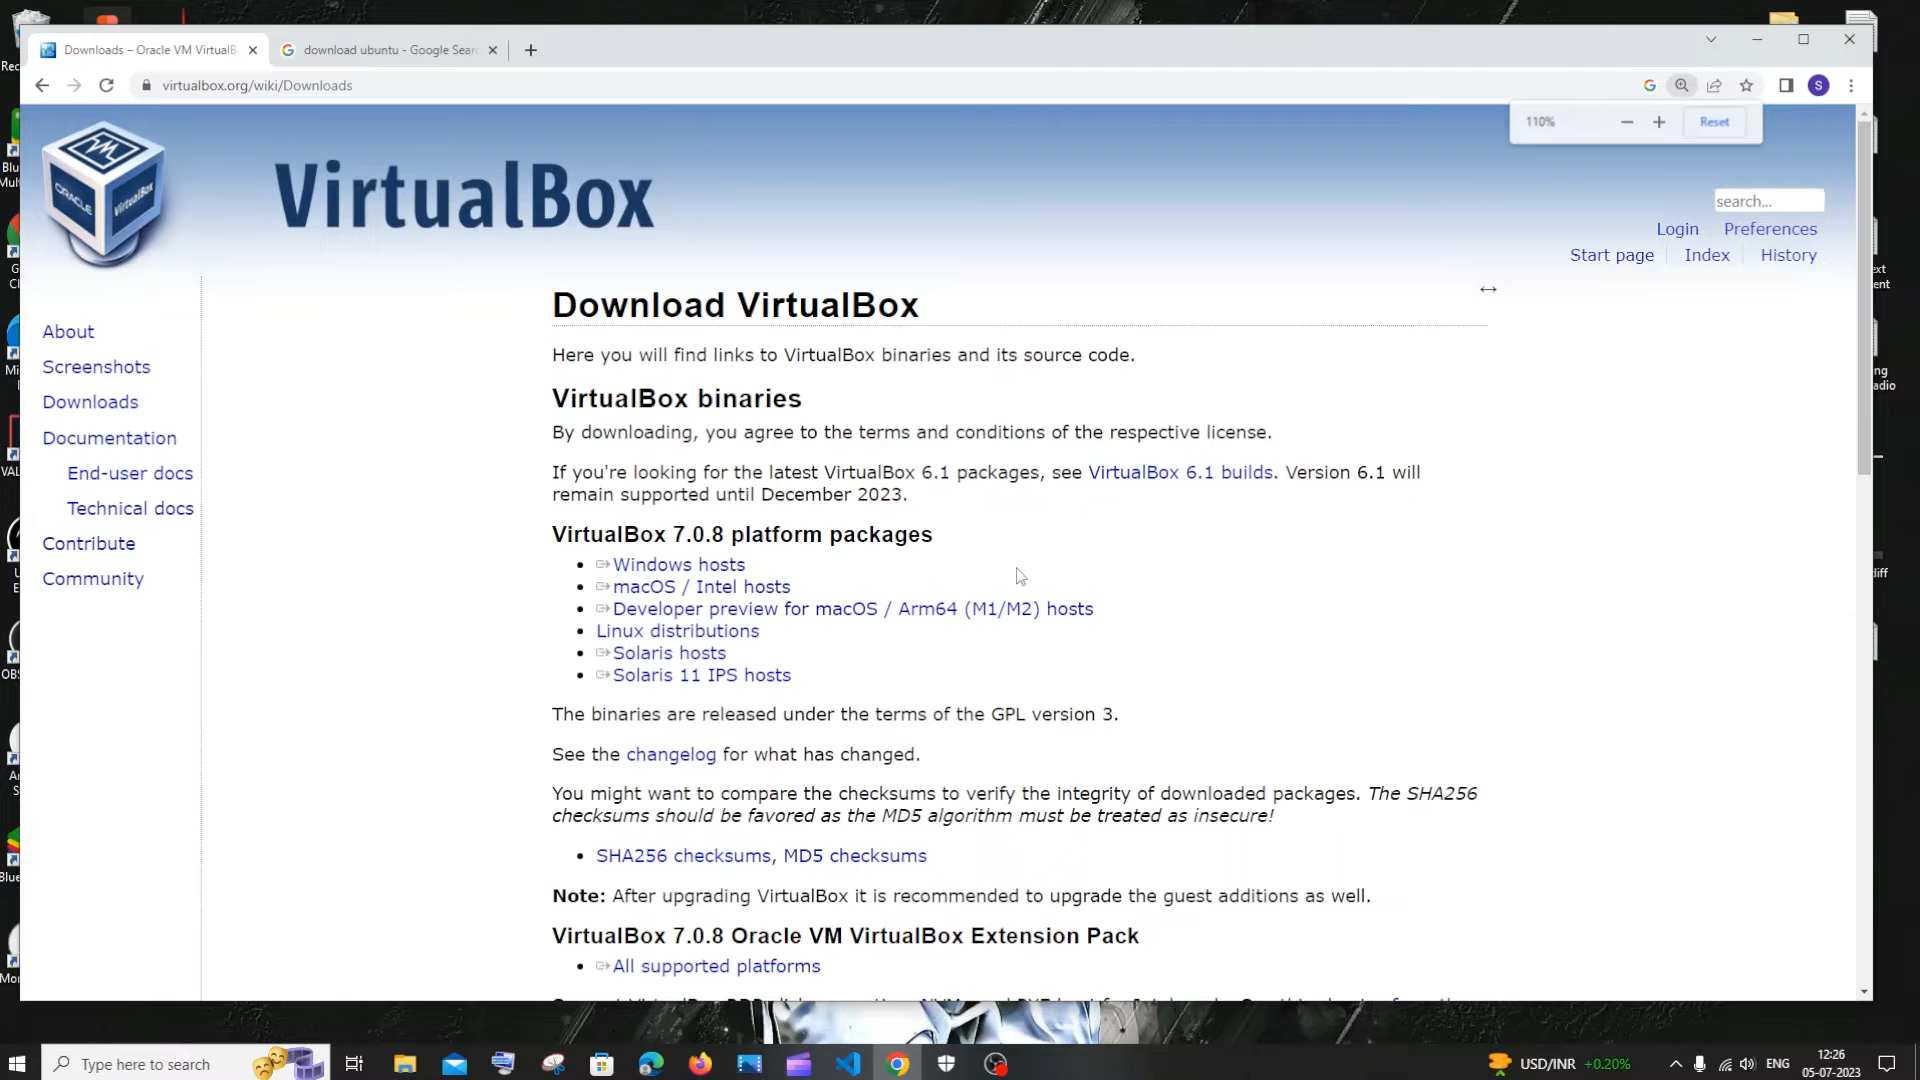 Downloads – Oracle VM VirtualB
download ubuntu - Google Sear
virtualbox.org/wiki/Downloads
S
110%
Reset
ORACLE
VirtualBox
VirtualBox
search...
Login Preferences
Start page Index History
About
Screenshots
Downloads
Documentation
End-user docs
Technical docs
Contribute
Community
Download VirtualBox
Here you will find links to VirtualBox binaries and its source code.
VirtualBox binaries
By downloading, you agree to the terms and conditions of the respective license.
If you're looking for the latest VirtualBox 6.1 packages, see VirtualBox 6.1 builds. Version 6.1 will
remain supported until December 2023.
VirtualBox 7.0.8 platform packages
Windows hosts
macOS / Intel hosts
Developer preview for macOS / Arm64 (M1/M2) hosts
Linux distributions
Solaris hosts
Solaris 11 IPS hosts
The binaries are released under the terms of the GPL version 3.
See the changelog for what has changed.
You might want to compare the checksums to verify the integrity of downloaded packages. The SHA256
checksums should be favored as the MD5 algorithm must be treated as insecure!
SHA256 checksums, MD5 checksums
Note: After upgrading VirtualBox it is recommended to upgrade the guest additions as well.
VirtualBox 7.0.8 Oracle VM VirtualBox Extension Pack
All supported platforms
Type here to search
USD/INR +0.20%
ENG
12:26
05-07-2023